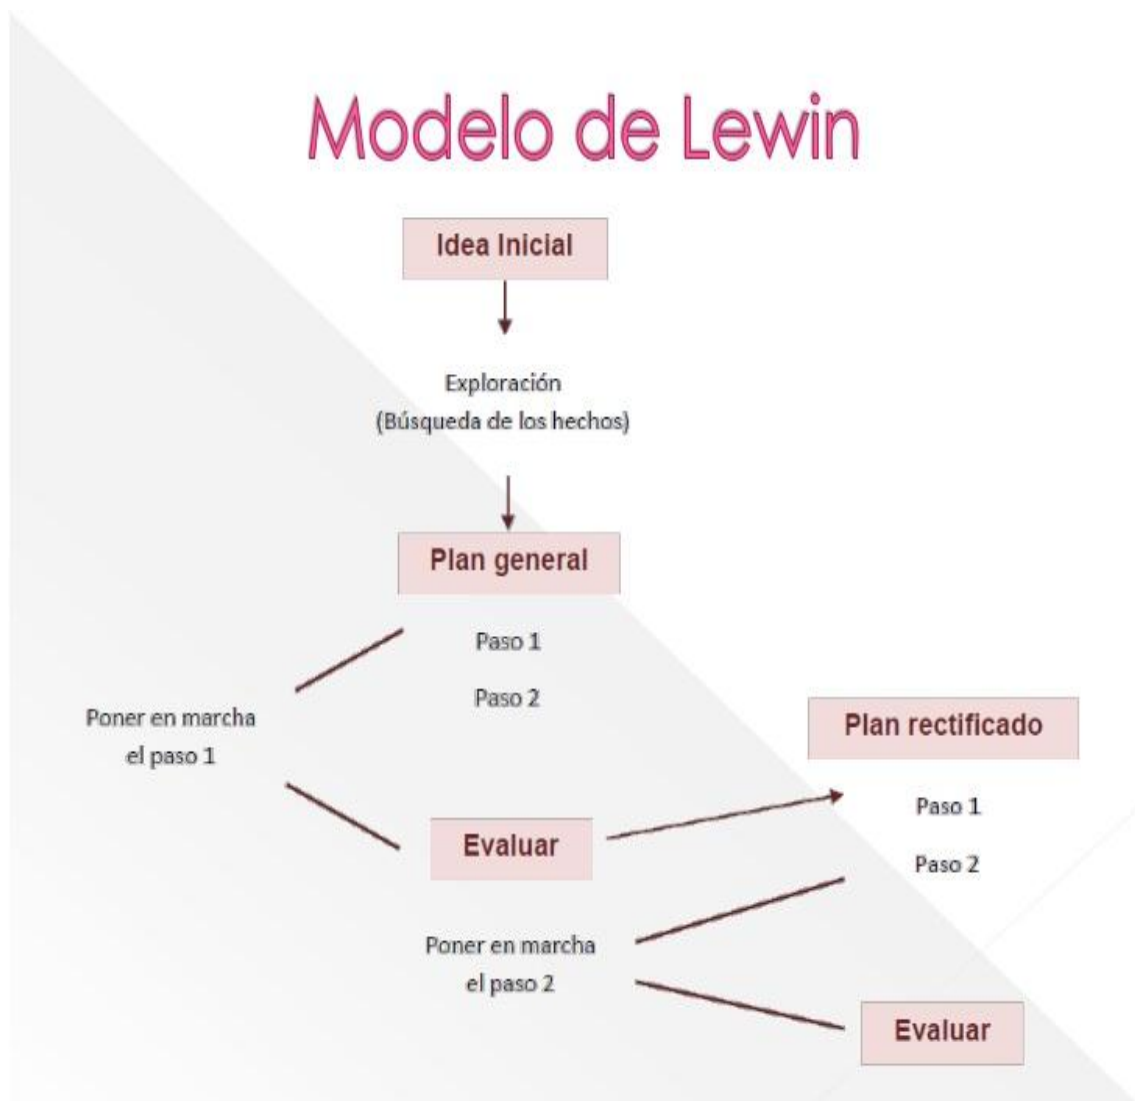 Modelo de Lewin
Idea Inicial
Exploración
(Búsqueda de los hechos)
Plan general
Paso 1
Paso 2
Poner en marcha
el paso 1
Evaluar
Plan rectificado
Paso 1
Paso 2
Poner en marcha
el paso 2
Evaluar